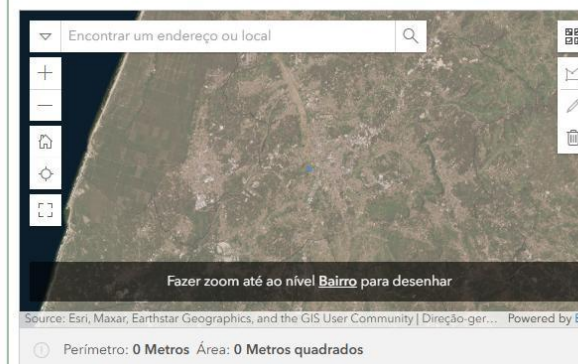 Encontrar um endereço ou local
Fazer zoom até ao nível Bairro para desenhar
Source: Esri, Maxar, Earthstar Geographics, and the GIS User Community | Direção-ger... Powered by
Perímetro: 0 Metros Área: 0 Metros quadrados